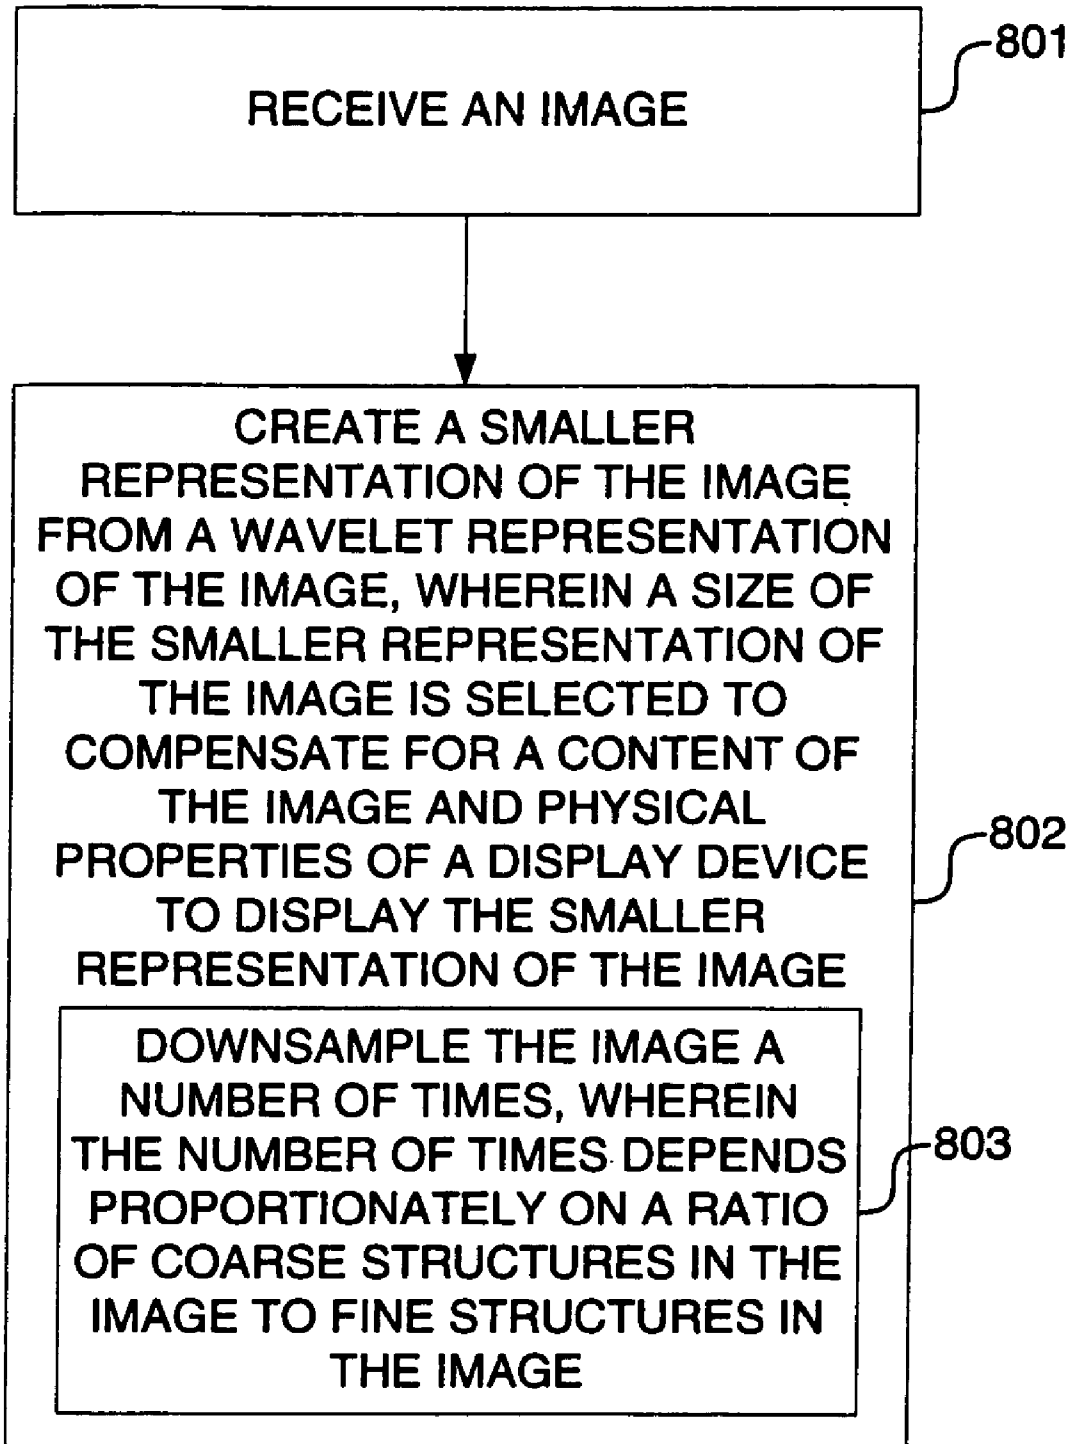 801
RECEIVE AN IMAGE
CREATE A SMALLER
REPRESENTATION OF THE IMAGE
FROM A WAVELET REPRESENTATION
OF THE IMAGE, WHEREIN A SIZE OF
THE SMALLER REPRESENTATION OF
THE IMAGE IS SELECTED TO
COMPENSATE FOR A CONTENT OF
THE IMAGE AND PHYSICAL
PROPERTIES OF A DISPLAY DEVICE
TO DISPLAY THE SMALLER
REPRESENTATION OF THE IMAGE
802
DOWNSAMPLE THE IMAGE A
NUMBER OF TIMES, WHEREIN
THE NUMBER OF TIMES DEPENDS
PROPORTIONATELY ON A RATIO
OF COARSE STRUCTURES IN THE
IMAGE TO FINE STRUCTURES IN
THE IMAGE
803